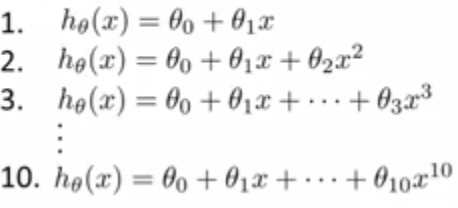 1. hθ(x) = θ₀ + θ₁x
2. hθ(x) = θ₀ + θ₁x + θ₂x²
3. hθ(x) = θ₀ + θ₁x + ⋯ + θ₃x³
⋮
10. hθ(x) = θ₀ + θ₁x + ⋯ + θ₁₀x¹⁰